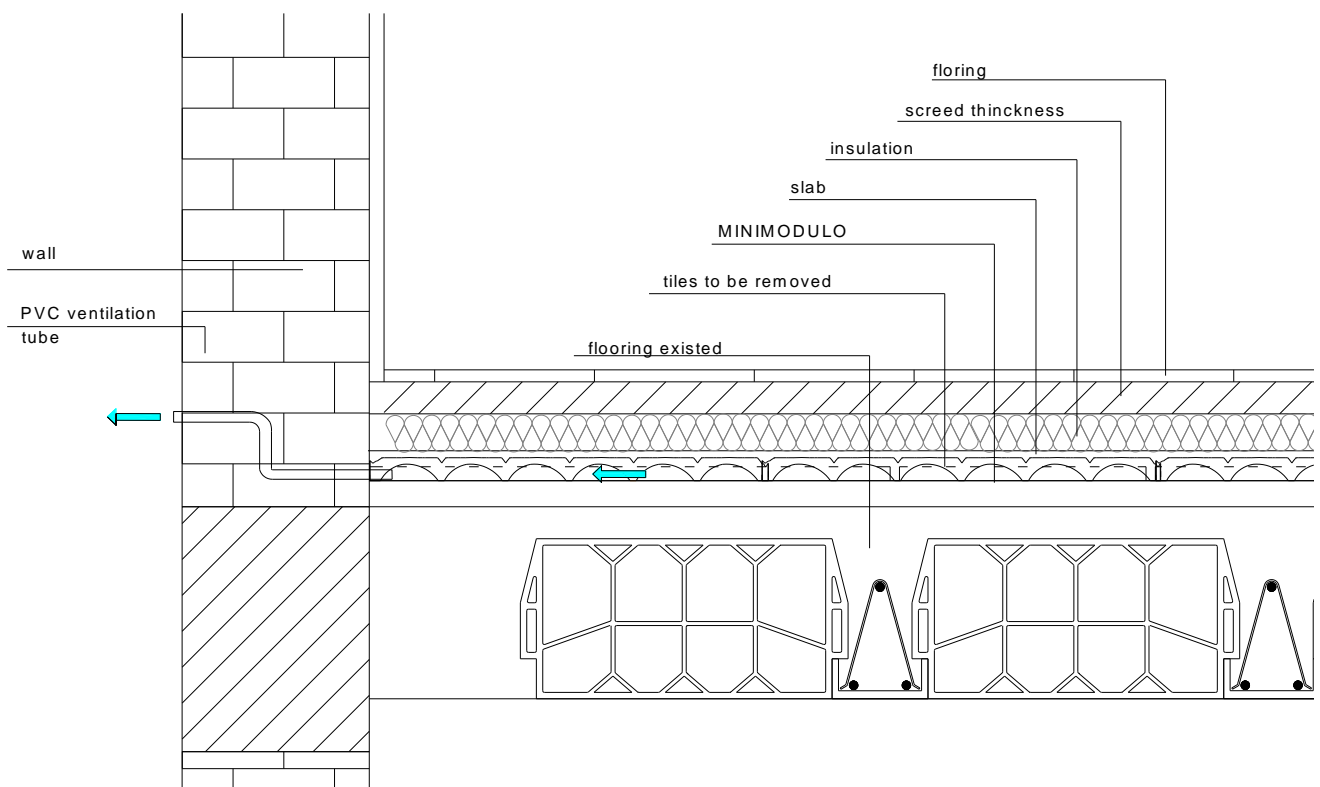 floring
screed thinckness
insulation
slab
MINIMODULO
wall
tiles to be removed
PVC ventilation
tube
flooring existed